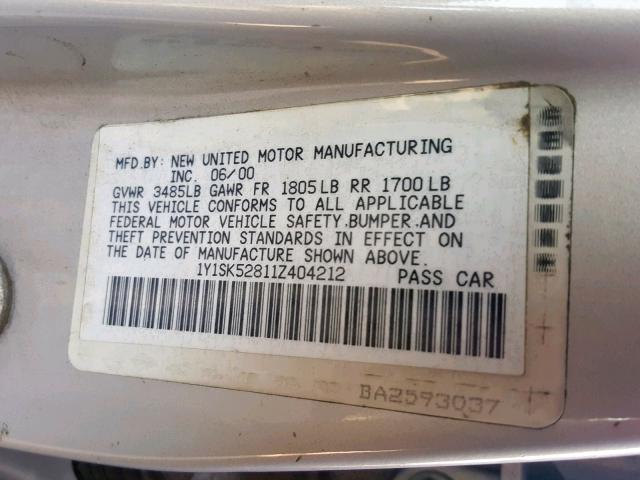 MFD.BY: NEW UNITED MOTOR MANUFACTURING
INC. 06/00
GVWR 3485LB GAWR FR 1805LB RR 1700LB
THIS VEHICLE CONFORMS TO ALL APPLICABLE
FEDERAL MOTOR VEHICLE SAFETY,BUMPER,AND
THEFT PREVENTION STANDARDS IN EFFECT ON
THE DATE OF MANUFACTURE SHOWN ABOVE.
1Y1SK52811Z404212 PASS CAR
BA2593037